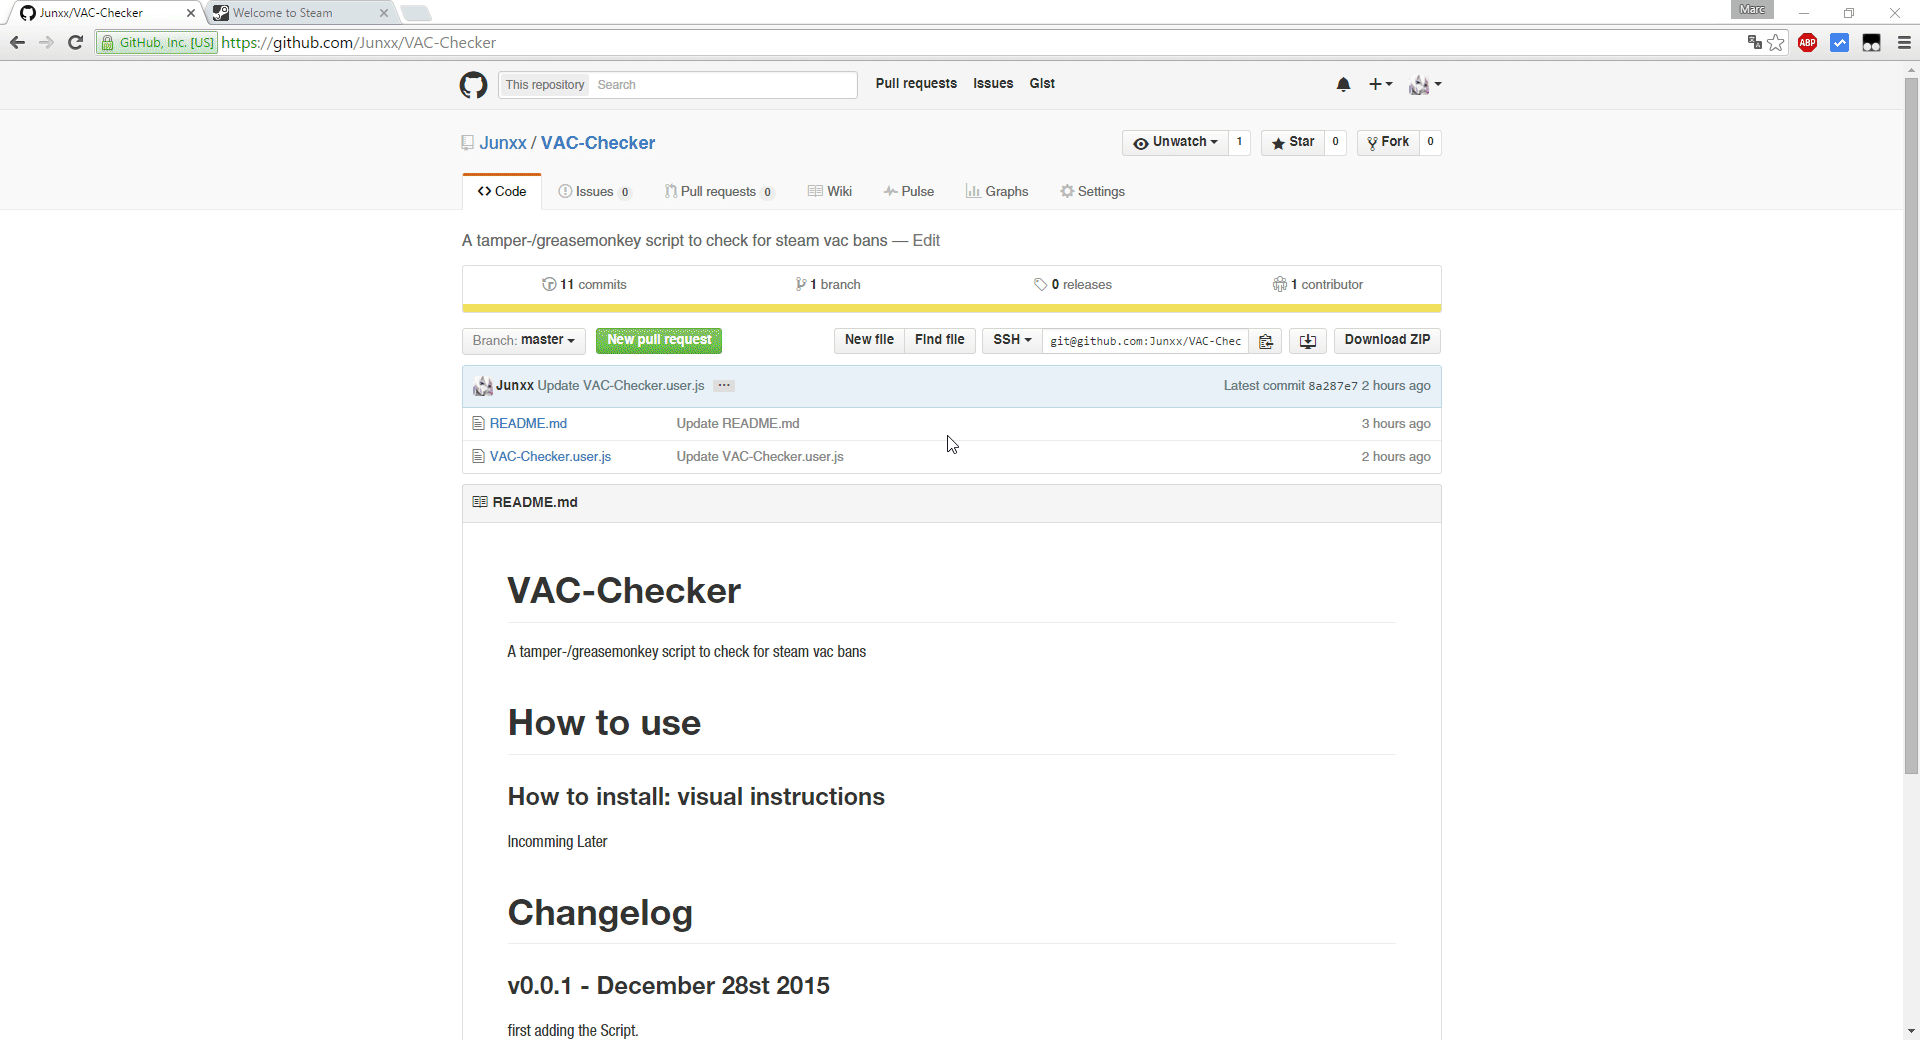 Junxx/VAC-Checker
Welcome to Steam
Marc
GitHub, Inc. [US] https://github.com/Junxx/VAC-Checker
ABP
This repository Search Pull requests Issues Gist
Junxx / VAC-Checker
Unwatch 1 Star 0 Fork 0
Code Issues 0 Pull requests 0 Wiki Pulse Graphs Settings
A tamper-/greasemonkey script to check for steam vac bans — Edit
11 commits 1 branch 0 releases 1 contributor
Branch: master New pull request New file Find file SSH git@github.com:Junxx/VAC-Chec Download ZIP
Junxx Update VAC-Checker.user.js ··· Latest commit 8a287e7 2 hours ago
README.md Update README.md 3 hours ago
VAC-Checker.user.js Update VAC-Checker.user.js 2 hours ago
README.md
VAC-Checker
A tamper-/greasemonkey script to check for steam vac bans
How to use
How to install: visual instructions
Incomming Later
Changelog
v0.0.1 - December 28st 2015
first adding the Script.